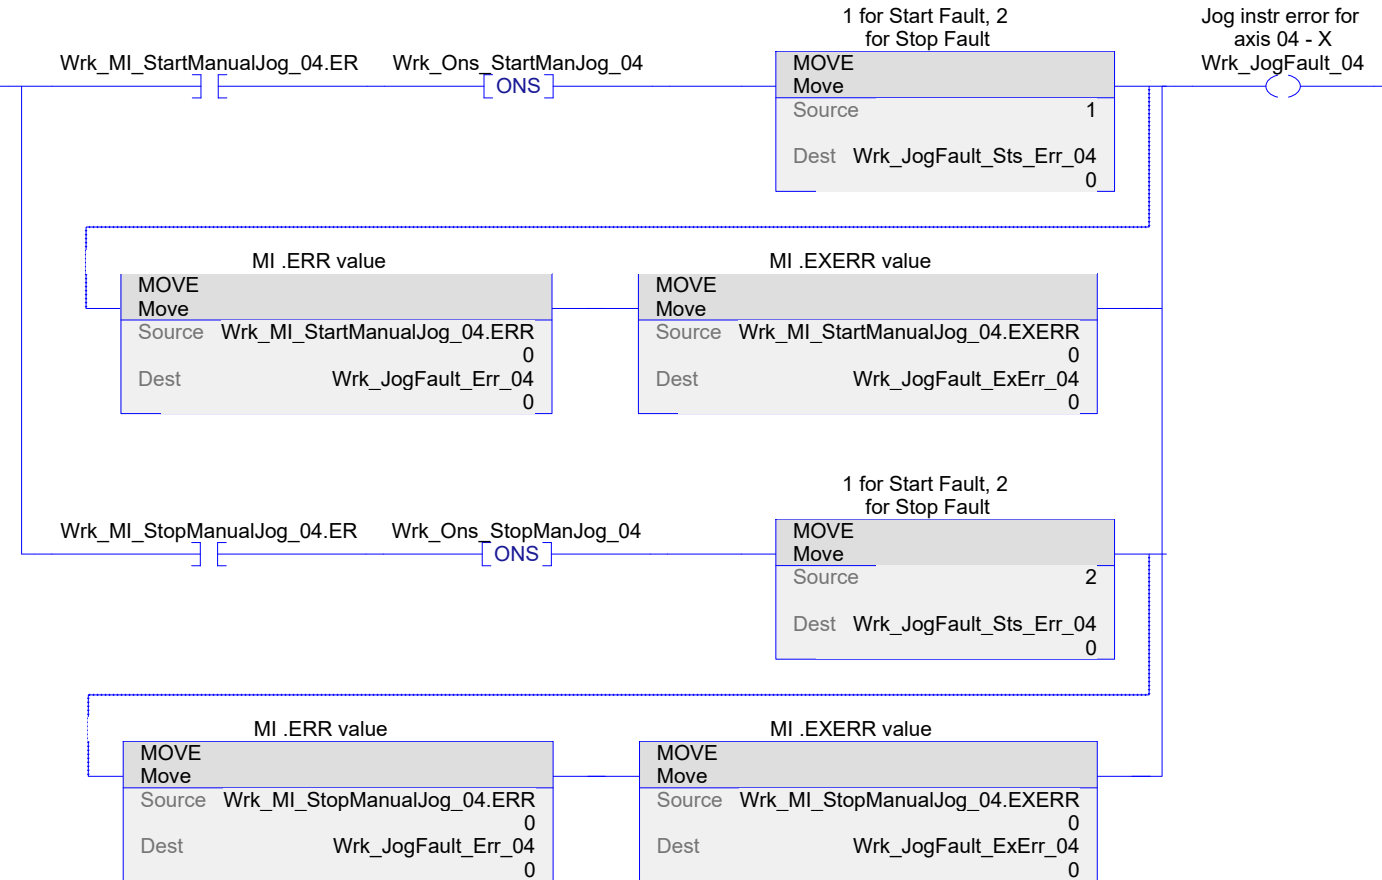 1 for Start Fault, 2
for Stop Fault
Jog instr error for
axis 04 - X
Wrk_MI_StartManualJog_04.ER
Wrk_Ons_StartManJog_04
Wrk_JogFault_04
ONS
MOVE
Move
Source 1
Dest Wrk_JogFault_Sts_Err_04
0
MI .ERR value
MOVE
Move
Source Wrk_MI_StartManualJog_04.ERR
0
Dest Wrk_JogFault_Err_04
0
MI .EXERR value
MOVE
Move
Source Wrk_MI_StartManualJog_04.EXERR
0
Dest Wrk_JogFault_ExErr_04
0
1 for Start Fault, 2
for Stop Fault
Wrk_MI_StopManualJog_04.ER
Wrk_Ons_StopManJog_04
ONS
MOVE
Move
Source 2
Dest Wrk_JogFault_Sts_Err_04
0
MI .ERR value
MOVE
Move
Source Wrk_MI_StopManualJog_04.ERR
0
Dest Wrk_JogFault_Err_04
0
MI .EXERR value
MOVE
Move
Source Wrk_MI_StopManualJog_04.EXERR
0
Dest Wrk_JogFault_ExErr_04
0